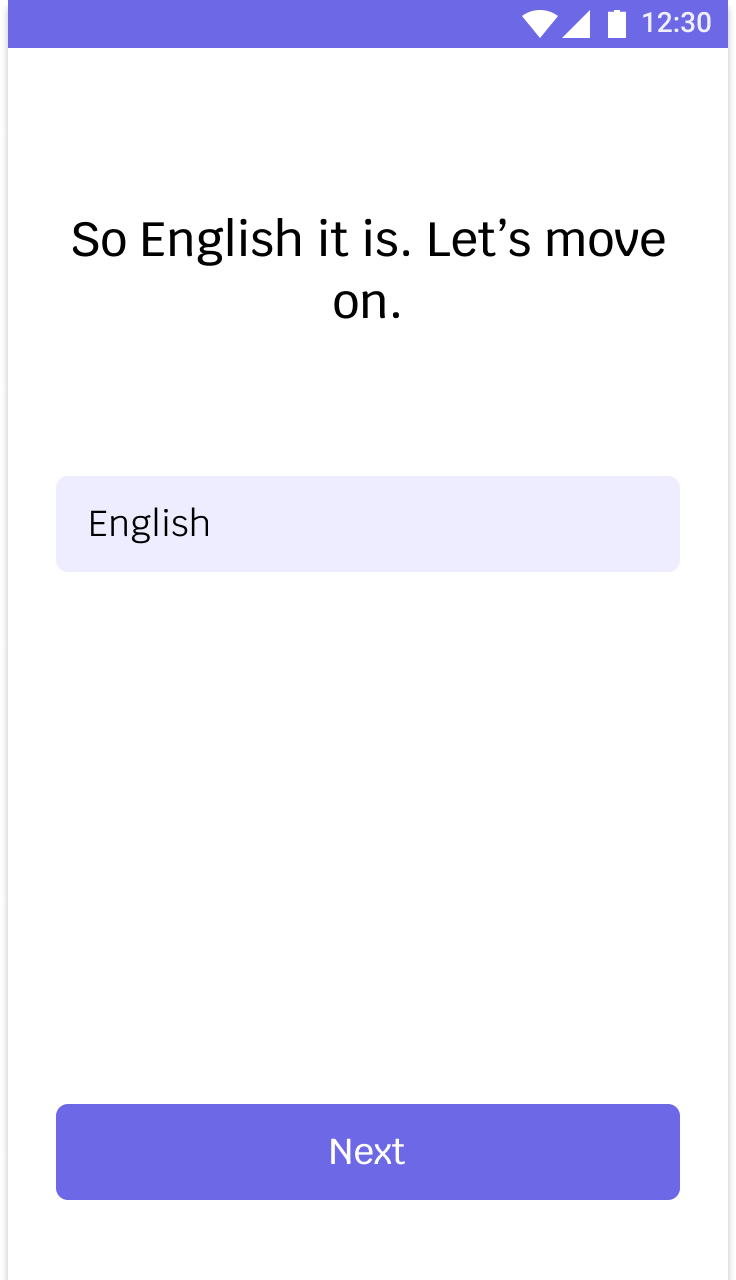 12:30
So English it is. Let’s move
on.
English
Next